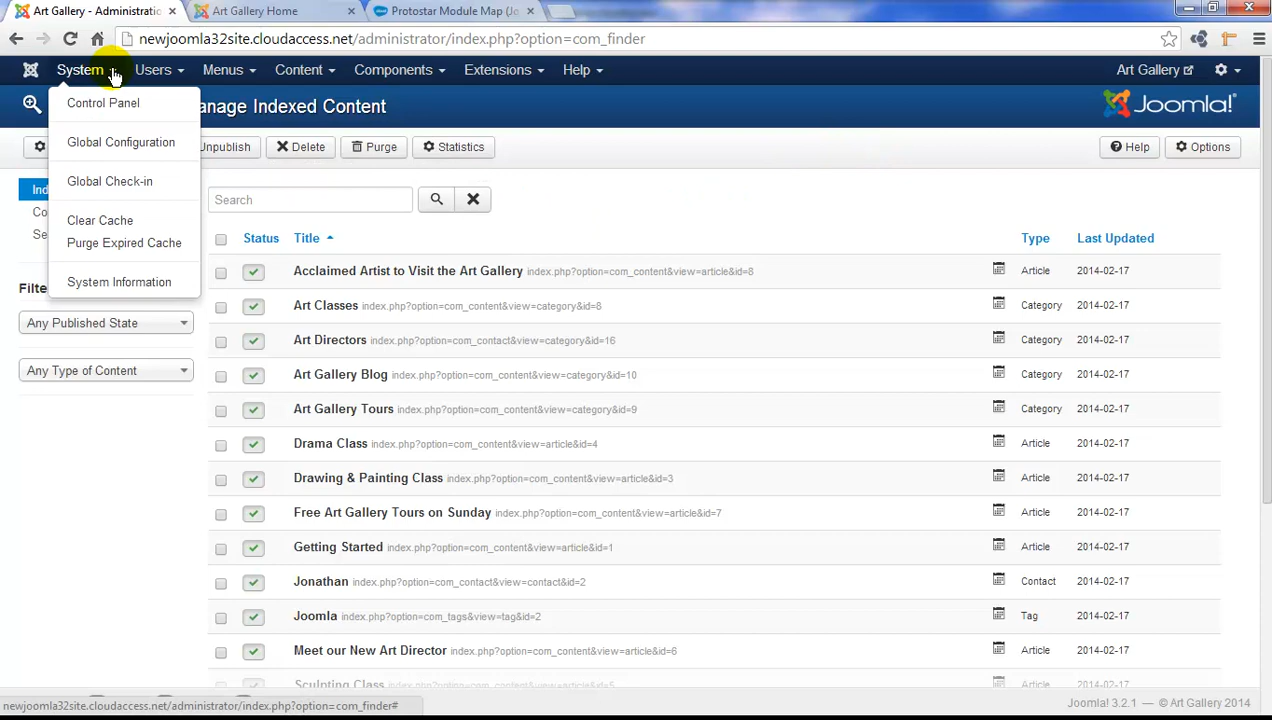 Art Gallery - Administratio
Art Gallery Home
Protostar Module Map (Jo
newjoomla32site.cloudaccess.net/administrator/index.php?option=com_finder
System Users Menus Content Components Extensions Help Art Gallery
anage Indexed Content Joomla!
Control Panel
Global Configuration
Global Check-in
Clear Cache
Purge Expired Cache
System Information
Unpublish Delete Purge Statistics Help Options
Ind
Co
Se
Filte
Any Published State
Any Type of Content
Search
Status Title Type Last Updated
Acclaimed Artist to Visit the Art Gallery index.php?option=com_content&view=article&id=8 Article 2014-02-17
Art Classes index.php?option=com_content&view=category&id=8 Category 2014-02-17
Art Directors index.php?option=com_contact&view=category&id=16 Category 2014-02-17
Art Gallery Blog index.php?option=com_content&view=category&id=10 Category 2014-02-17
Art Gallery Tours index.php?option=com_content&view=category&id=9 Category 2014-02-17
Drama Class index.php?option=com_content&view=article&id=4 Article 2014-02-17
Drawing & Painting Class index.php?option=com_content&view=article&id=3 Article 2014-02-17
Free Art Gallery Tours on Sunday index.php?option=com_content&view=article&id=7 Article 2014-02-17
Getting Started index.php?option=com_content&view=article&id=1 Article 2014-02-17
Jonathan index.php?option=com_contact&view=contact&id=2 Contact 2014-02-17
Joomla index.php?option=com_tags&view=tag&id=2 Tag 2014-02-17
Meet our New Art Director index.php?option=com_content&view=article&id=6 Article 2014-02-17
Sculpting Class index.php?option=com_content&view=article&id=5
newjoomla32site.cloudaccess.net/administrator/index.php?option=com_finder#
Joomla! 3.2.1 — © Art Gallery 2014